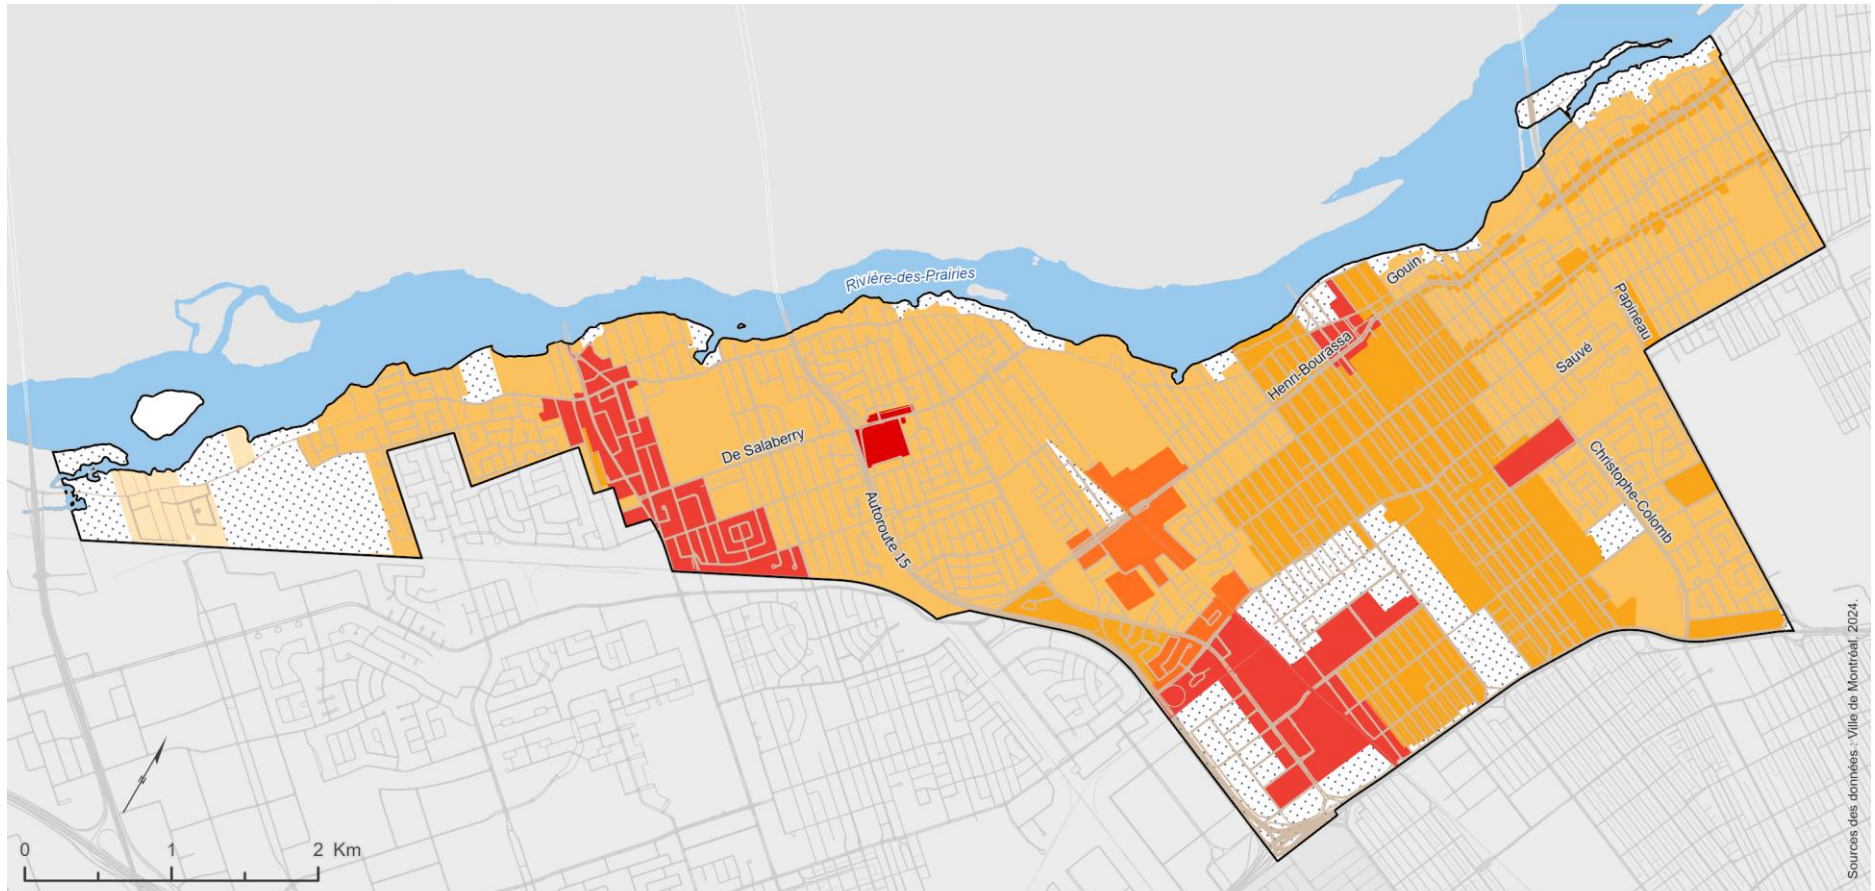 Rivière-des-Prairies
Gouin.
Papineau
Henri-Bourassa
Sauvé
De Salaberry
Christophe-Colomb
Autoroute 15
N
0 1 2 Km
Sources des données : Ville de Montréal, 2024.